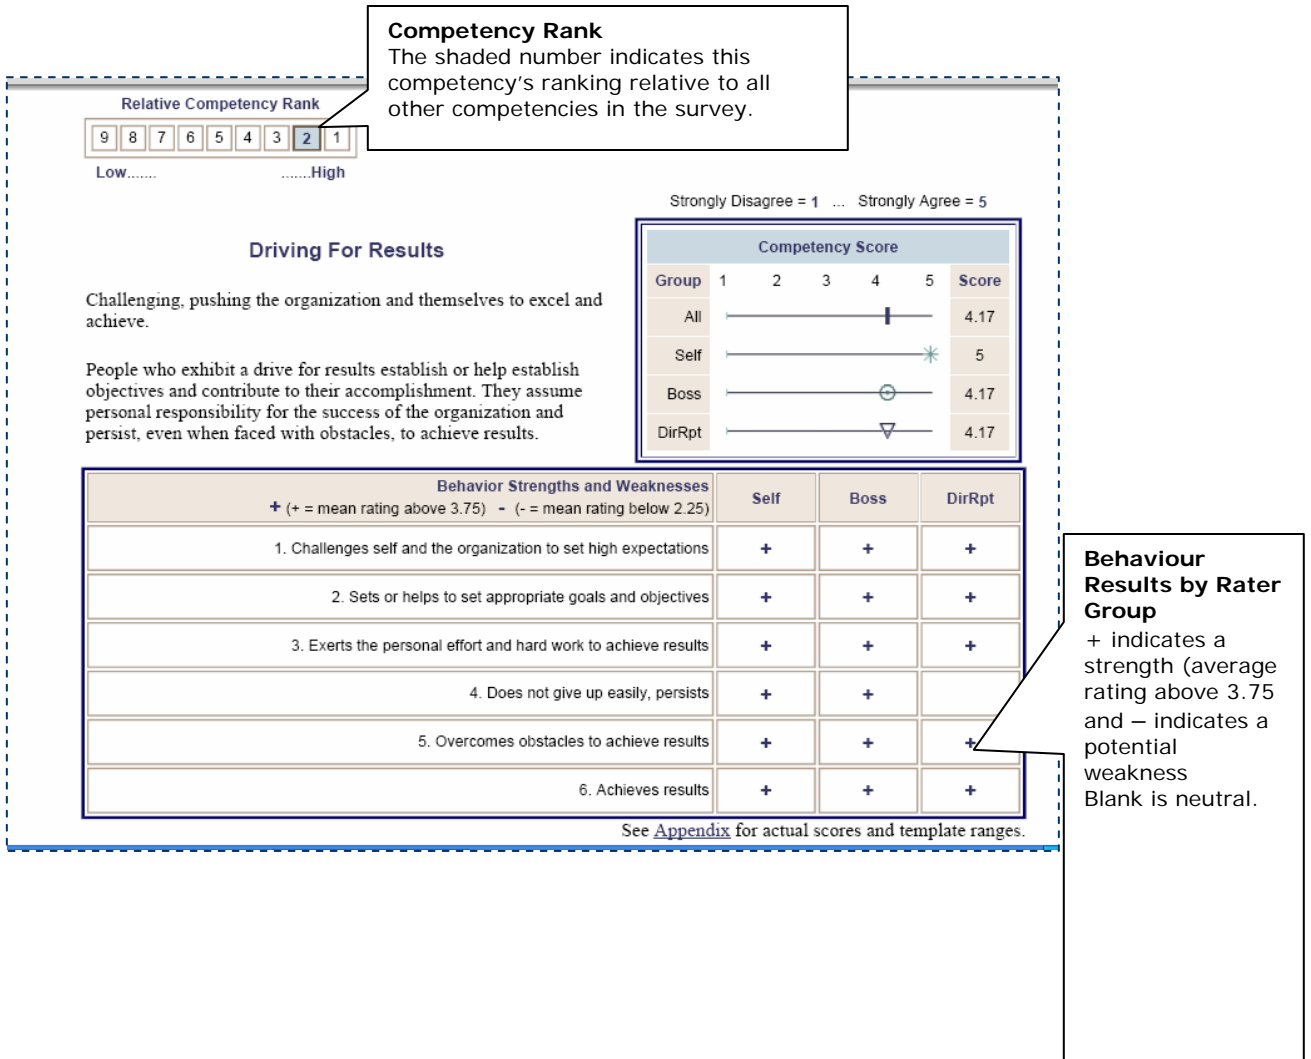 Competency Rank
The shaded number indicates this
competency's ranking relative to all
other competencies in the survey.
Relative Competency Rank
9 8 7 6 5 4 3 2 1
Low....... .......High
Strongly Disagree = 1 ... Strongly Agree = 5
Driving For Results
Challenging, pushing the organization and themselves to excel and
achieve.
People who exhibit a drive for results establish or help establish
objectives and contribute to their accomplishment. They assume
personal responsibility for the success of the organization and
persist, even when faced with obstacles, to achieve results.
Competency Score
Group 1 2 3 4 5 Score
All 4.17
Self 5
Boss 4.17
DirRpt 4.17
Behavior Strengths and Weaknesses
+ (+ = mean rating above 3.75) - (- = mean rating below 2.25)
Self Boss DirRpt
1. Challenges self and the organization to set high expectations + + +
2. Sets or helps to set appropriate goals and objectives + + +
3. Exerts the personal effort and hard work to achieve results + + +
4. Does not give up easily, persists + +
5. Overcomes obstacles to achieve results + + +
6. Achieves results + + +
See Appendix for actual scores and template ranges.
Behaviour
Results by Rater
Group
+ indicates a
strength (average
rating above 3.75
and – indicates a
potential
weakness
Blank is neutral.